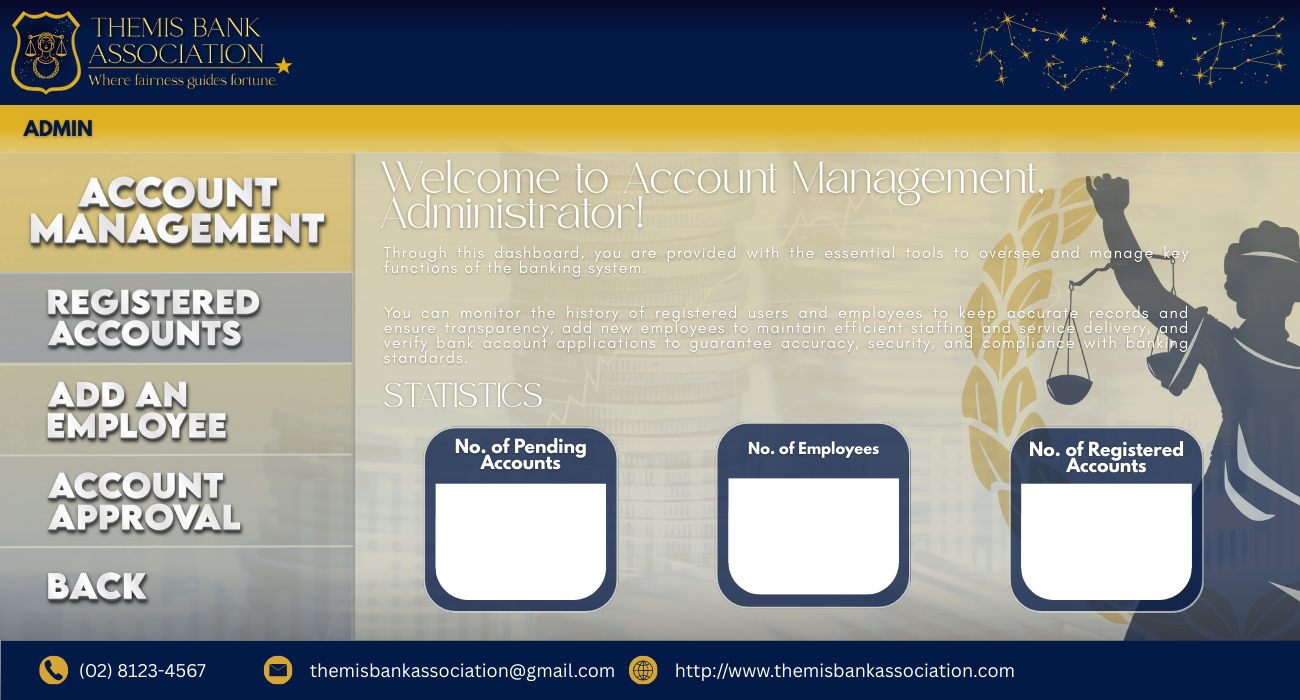 THEMIS BANK
ASSOCIATION
Where fairness guides fortune.
ADMIN
ACCOUNT
MANAGEMENT
REGISTERED
ACCOUNTS
ADD AN
EMPLOYEE
ACCOUNT
APPROVAL
BACK
Welcome to Account Management,
Administrator!
Through this dashboard, you are provided with the essential tools to oversee and manage key
functions of the banking system.
You can monitor the history of registered users and employees to keep accurate records and
ensure transparency, add new employees to maintain efficient staffing and service delivery, and
verify bank account applications to guarantee accuracy, security, and compliance with banking
standards.
STATISTICS
No. of Pending
Accounts
No. of Employees
No. of Registered
Accounts
(02) 8123-4567
themisbankassociation@gmail.com
http://www.themisbankassociation.com